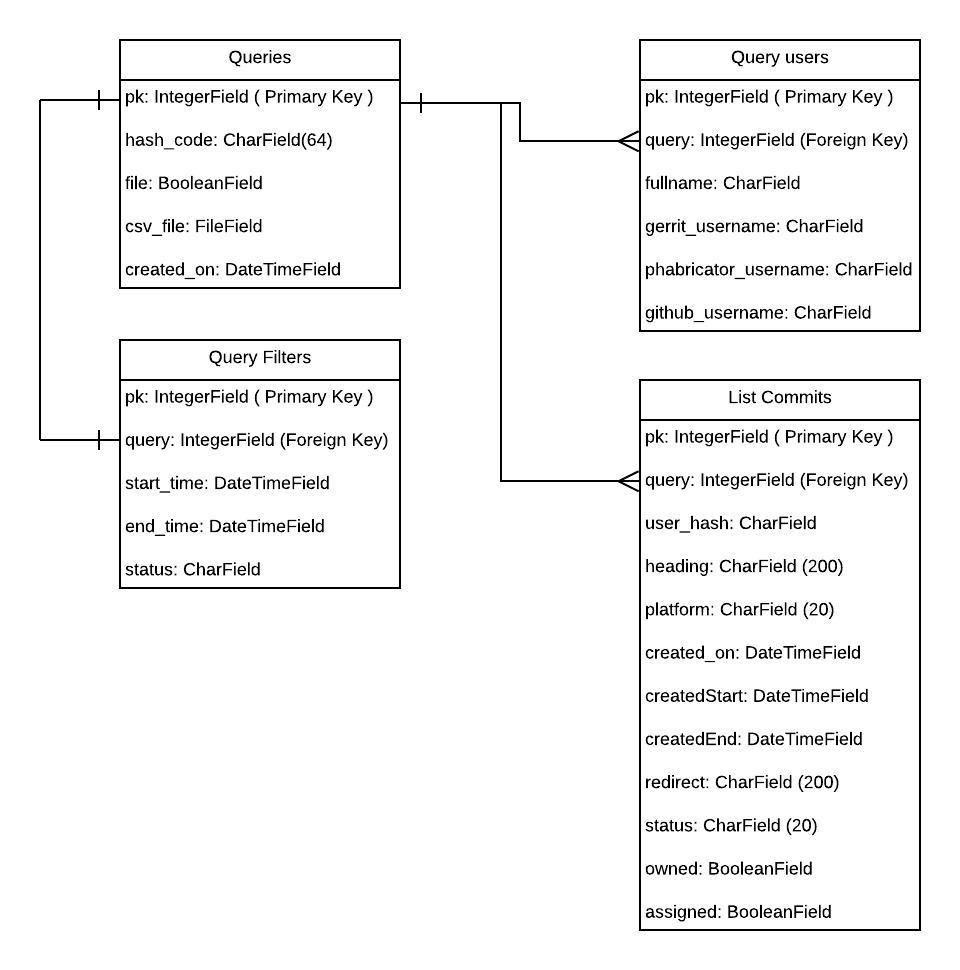 Queries
pk: IntegerField ( Primary Key )
hash_code: CharField(64)
file: BooleanField
csv_file: FileField
created_on: DateTimeField
Query Filters
pk: IntegerField ( Primary Key )
query: IntegerField (Foreign Key)
start_time: DateTimeField
end_time: DateTimeField
status: CharField
Query users
pk: IntegerField ( Primary Key )
query: IntegerField (Foreign Key)
fullname: CharField
gerrit_username: CharField
phabricator_username: CharField
github_username: CharField
List Commits
pk: IntegerField ( Primary Key )
query: IntegerField (Foreign Key)
user_hash: CharField
heading: CharField (200)
platform: CharField (20)
created_on: DateTimeField
createdStart: DateTimeField
createdEnd: DateTimeField
redirect: CharField (200)
status: CharField (20)
owned: BooleanField
assigned: BooleanField